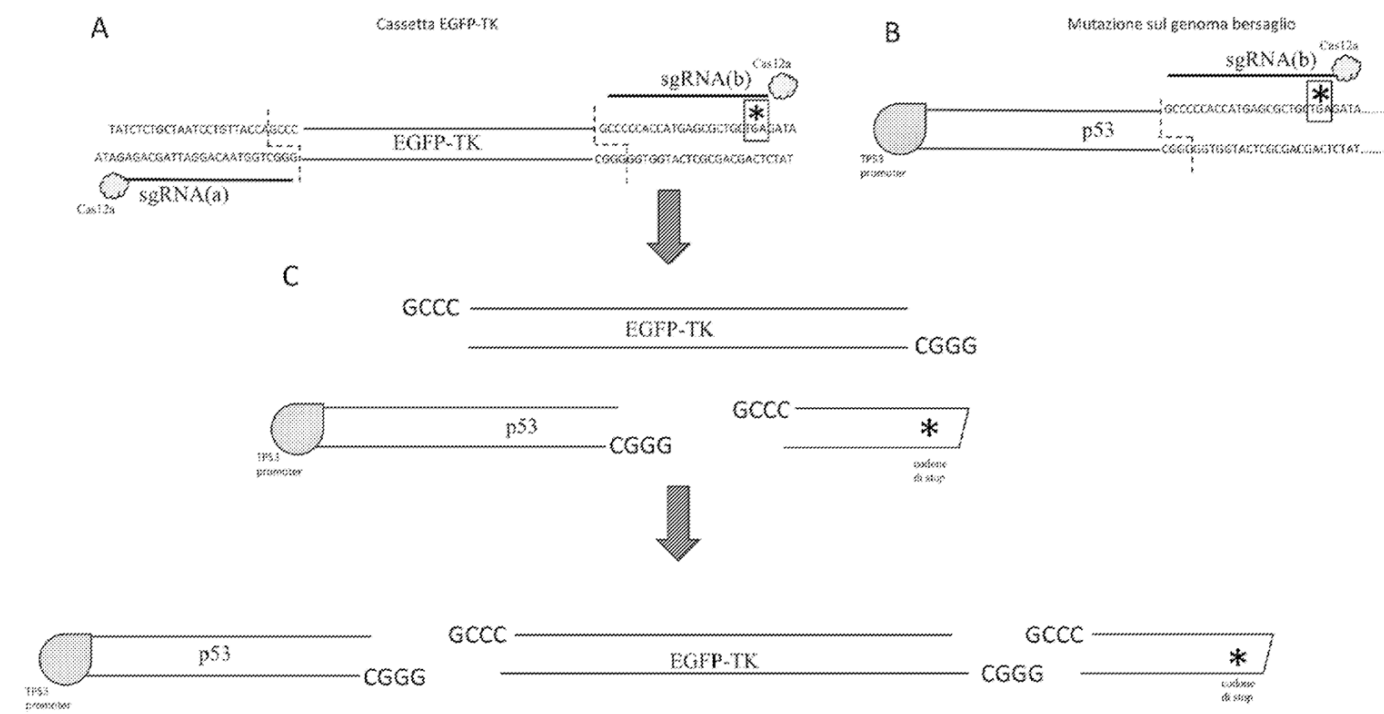 A
Cassetta EGFP-TK
B
Mutazione sul genoma bersaglio
Cas12a
sgRNA(b)
*
TATCTCTGCTAATCCTGTTACCAGCCC
EGFP-TK
GCCCCCACCATGAGCGCTGCTGAGATA
ATAGAGACGATTAGGACAATGGTCGGG
CGGGGGTGGTACTCGCGACGACTCTAT
Cas12a
sgRNA(a)
Cas12a
sgRNA(b)
*
GCCCCCACCATGAGCGCTGCTGAGATA......
p53
CGGGGGTGGTACTCGCGACGACTCTAT......
TP53
promoter
C
GCCC
EGFP-TK
CGGG
p53
CGGG
TP53
promoter
GCCC
*
codone
di stop
p53
CGGG
TP53
promoter
GCCC
EGFP-TK
CGGG
GCCC
*
codone
di stop